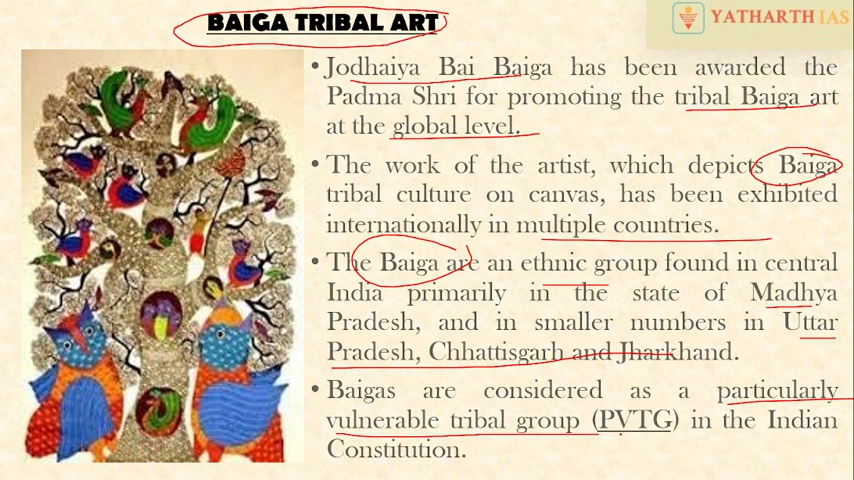 BAIGA TRIBAL ART
YATHARTH IAS
• Jodhaiya Bai Baiga has been awarded the
Padma Shri for promoting the tribal Baiga art
at the global level.
• The work of the artist, which depicts Baiga
tribal culture on canvas, has been exhibited
internationally in multiple countries.
• The Baiga are an ethnic group found in central
India primarily in the state of Madhya
Pradesh, and in smaller numbers in Uttar
Pradesh, Chhattisgarh and Jharkhand.
• Baigas are considered as a particularly
vulnerable tribal group (PVTG) in the Indian
Constitution.